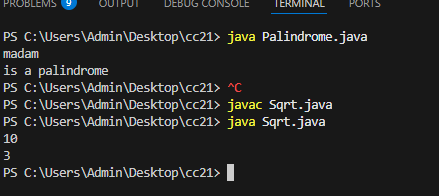 PROBLEMS 9 OUTPUT DEBUG CONSOLE TERMINAL PORTS
PS C:\Users\Admin\Desktop\cc21> java Palindrome.java
madam
is a palindrome
PS C:\Users\Admin\Desktop\cc21> ^C
PS C:\Users\Admin\Desktop\cc21> javac Sqrt.java
PS C:\Users\Admin\Desktop\cc21> java Sqrt.java
10
3
PS C:\Users\Admin\Desktop\cc21>